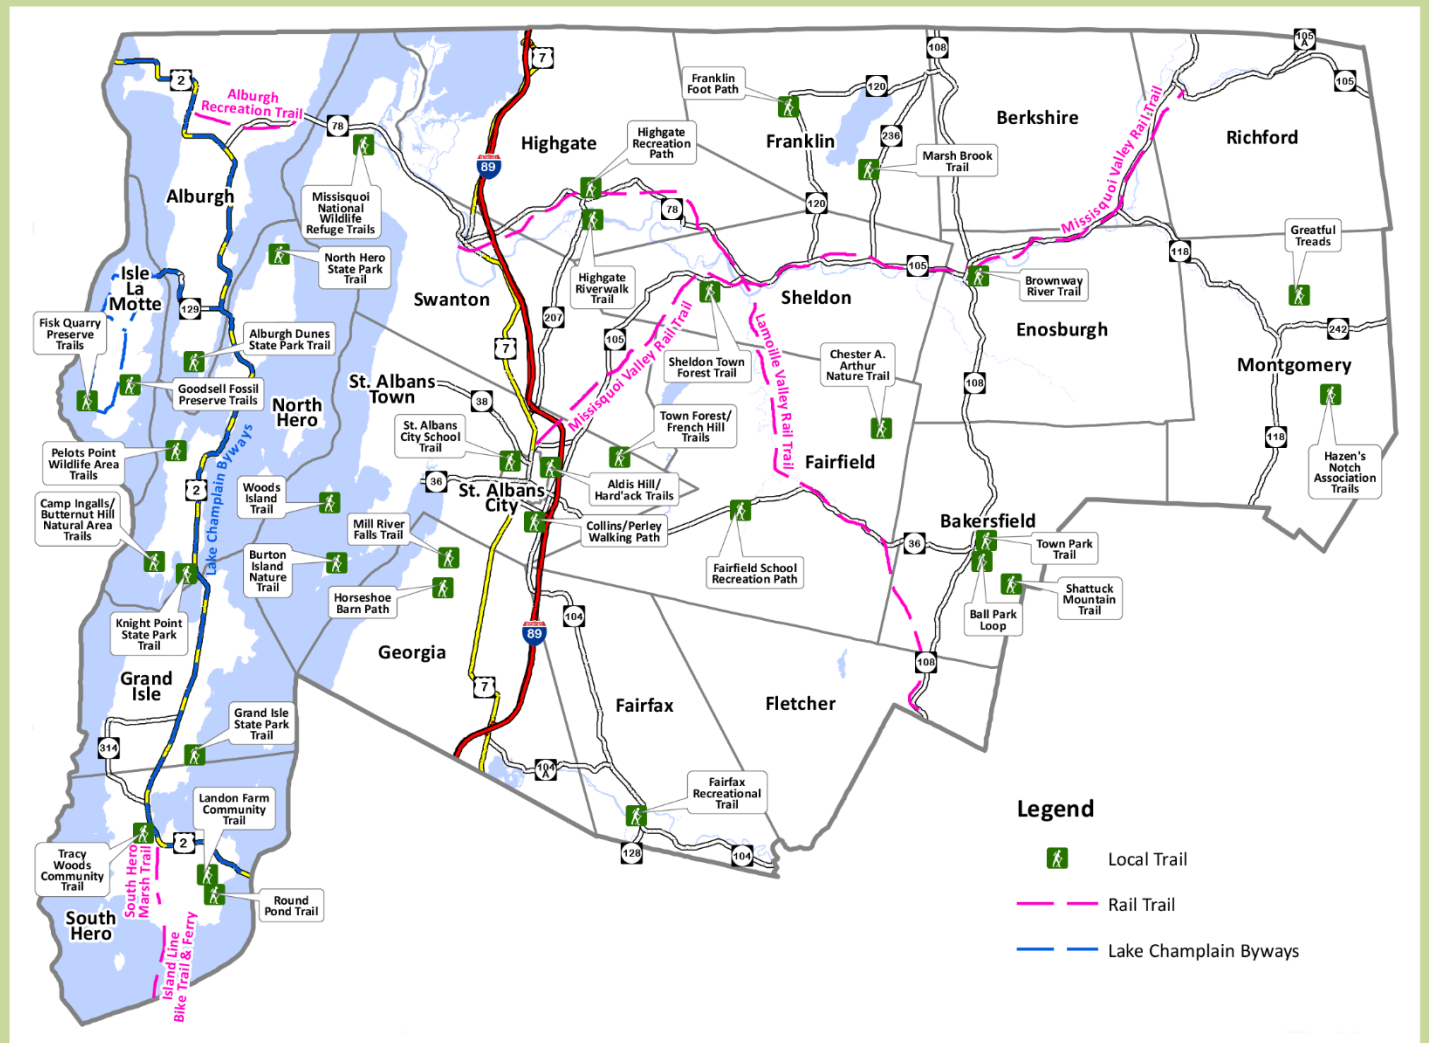 105
A
7
108
2
Franklin
Foot Path
120
105
Alburgh
Recreation Trail
78
Highgate
Highgate
Recreation
Path
Franklin
236
Berkshire
Missisquoi Valley Rail Trail
Richford
89
Marsh Brook
Trail
Alburgh
Missisquoi
National
Wildlife
Refuge Trails
78
120
North Hero
State Park
Trail
Greatful
Treads
118
Isle
La
Motte
129
Swanton
Highgate
Riverwalk
Trail
Sheldon
105
Brownway
River Trail
Fisk Quarry
Preserve
Trails
207
Enosburgh
242
Alburgh Dunes
State Park Trail
7
105
Missisquoi Valley Rail Trail
Sheldon Town
Forest Trail
Lamoille Valley Rail Trail
Chester A.
Arthur
Nature Trail
Montgomery
Goodsell Fossil
Preserve Trails
St. Albans
Town
38
108
North
Hero
Town Forest/
French Hill
Trails
St. Albans
City School
Trail
118
Pelots Point
Wildlife Area
Trails
Lake Champlain Byways
Fairfield
Hazen's
Notch
Association
Trails
2
Woods
Island
Trail
36
St. Albans
City
Aldis Hill/
Hard'ack Trails
Camp Ingalls/
Butternut Hill
Natural Area
Trails
Mill River
Falls Trail
Collins/Perley
Walking Path
Bakersfield
36
Town Park
Trail
Burton
Island
Nature
Trail
Fairfield School
Recreation Path
Horseshoe
Barn Path
Shattuck
Mountain
Trail
Ball Park
Loop
Knight Point
State Park
Trail
104
89
Georgia
108
Grand
Isle
7
Fairfax
Fletcher
Grand Isle
State Park
Trail
314
104
A
Landon Farm
Community
Trail
Fairfax
Recreational
Trail
2
128
104
Tracy
Woods
Community
Trail
South Hero
Marsh Trail
Round
Pond Trail
South
Hero
Island Line
Bike Trail & Ferry
Legend
Local Trail
Rail Trail
Lake Champlain Byways